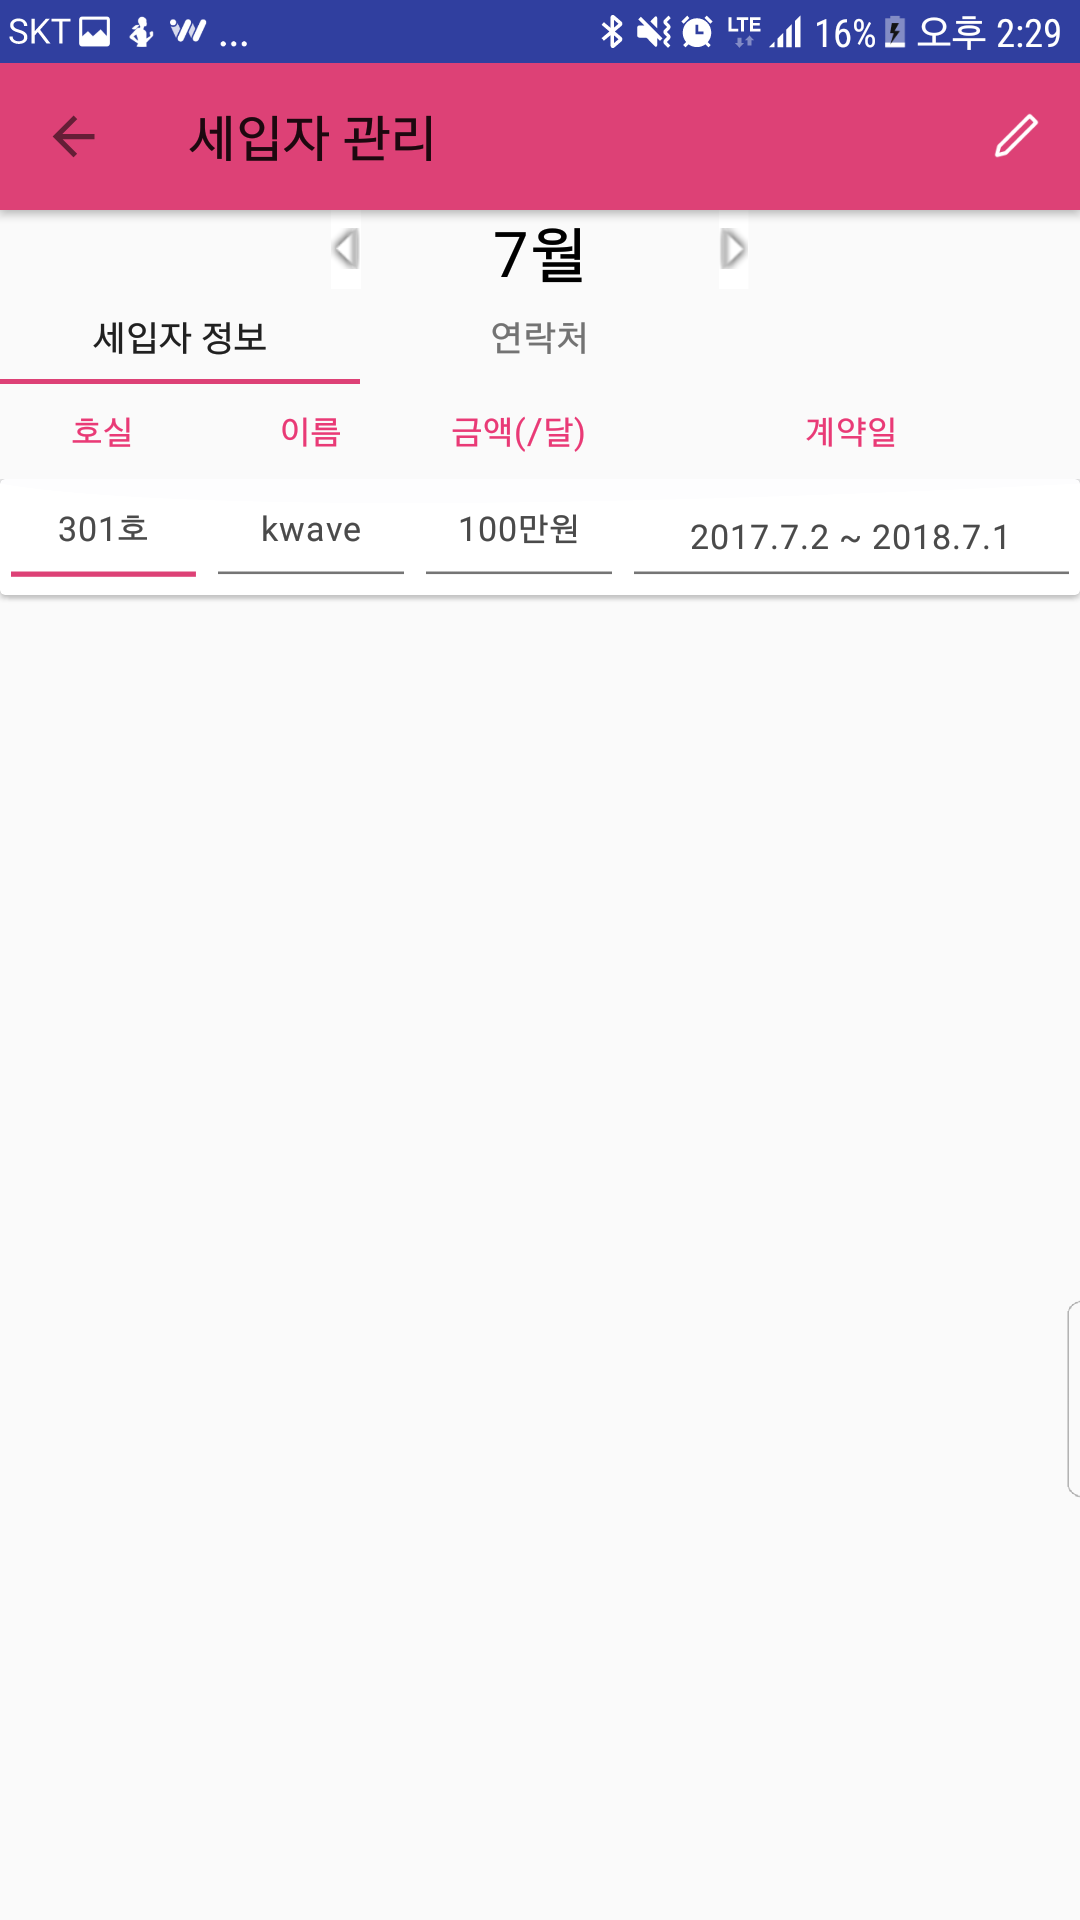 SKT ... LTE 16% 오후 2:29
세입자 관리
7월
세입자 정보 연락처
호실 이름 금액(/달) 계약일
301호 kwave 100만원 2017.7.2 ~ 2018.7.1